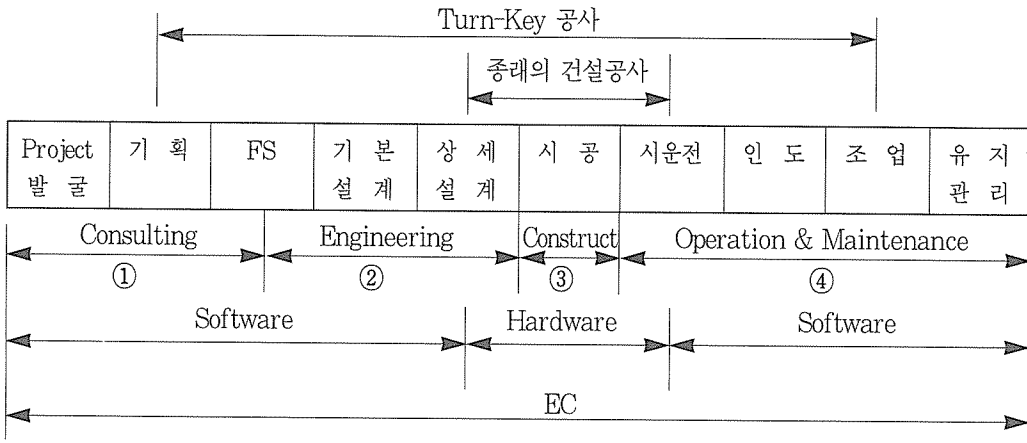 Turn-Key 공사
종래의 건설공사
Project 발 굴
기 획
FS
기 본 설 계
상 세 설 계
시 공
시운전
인 도
조 업
유 지 관 리
Consulting
Engineering
Construct
Operation & Maintenance
①
②
③
④
Software
Hardware
Software
EC